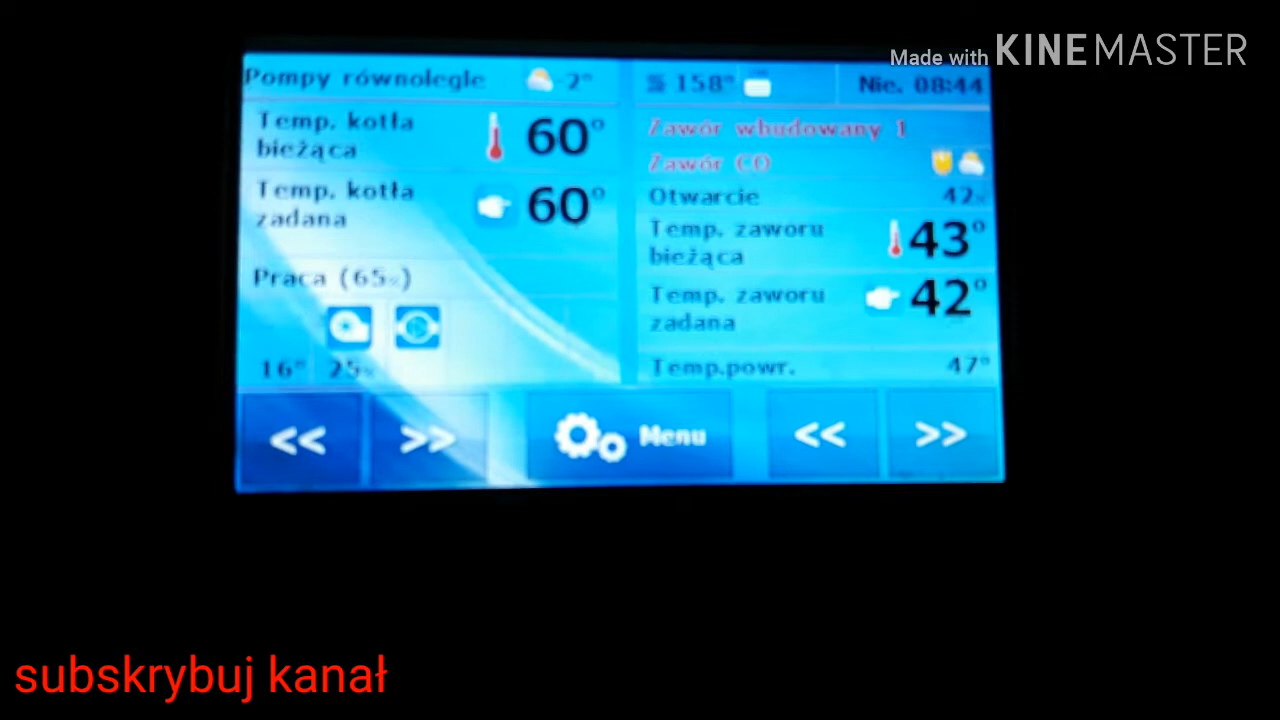 Made with KINEMASTER
Pompy równolegle -2°
158° Nie. 08:44
Temp. kotła
bieżąca 60°
Temp. kotła
zadana 60°
Praca (65%)
16° 25%
Zawór wbudowany 1
Zawór CO
Otwarcie 42%
Temp. zaworu
bieżąca 43°
Temp. zaworu
zadana 42°
Temp.powr. 47°
<< >> Menu << >>
subskrybuj kanał